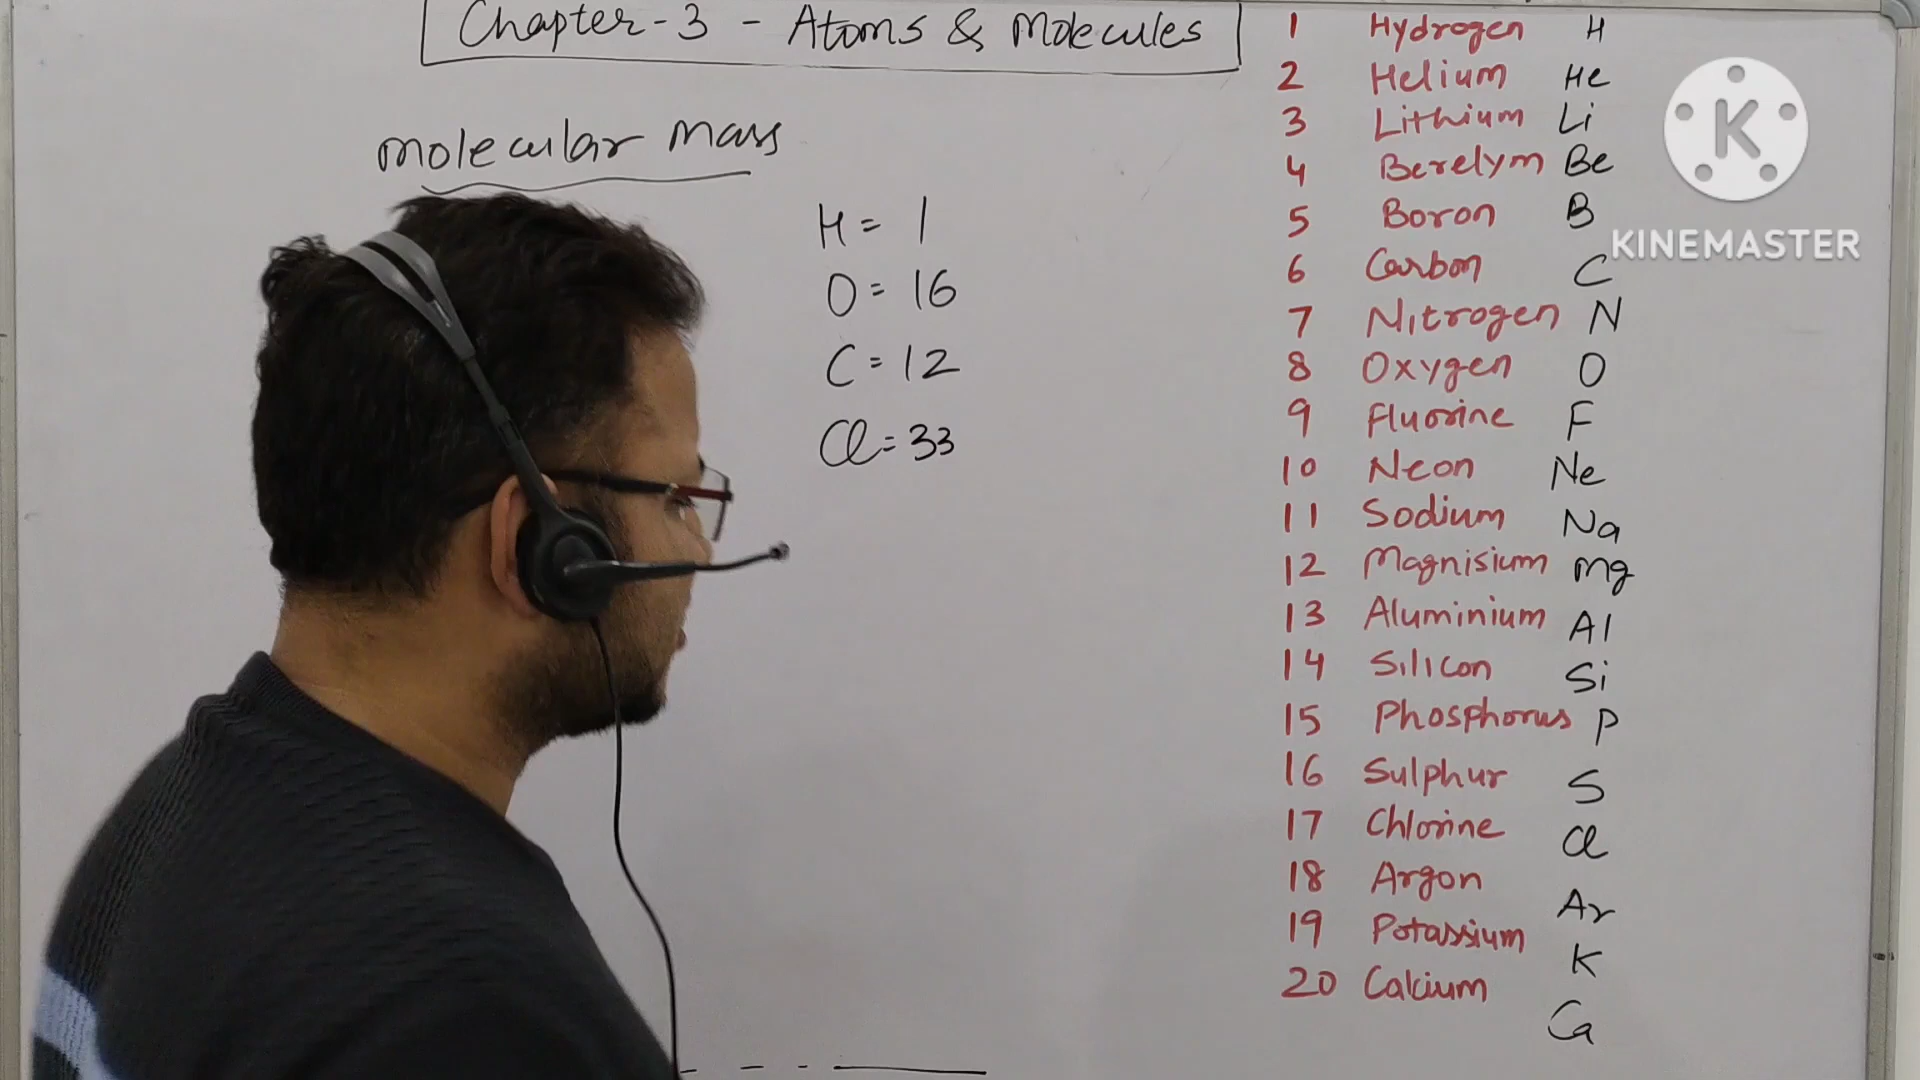 Chapter-3 - Atoms & Molecules
Molecular Mass
H = 1
O = 16
C = 12
Cl = 33
1 Hydrogen H
2 Helium He
3 Lithium Li
4 Berelym Be
5 Boron B
6 Carbon C
7 Nitrogen N
8 Oxygen O
9 Fluorine F
10 Neon Ne
11 Sodium Na
12 Magnisium Mg
13 Aluminium Al
14 Silicon Si
15 Phosphorus P
16 Sulphur S
17 Chlorine Cl
18 Argon Ar
19 Potassium K
20 Calcium Ca
K
KINEMASTER